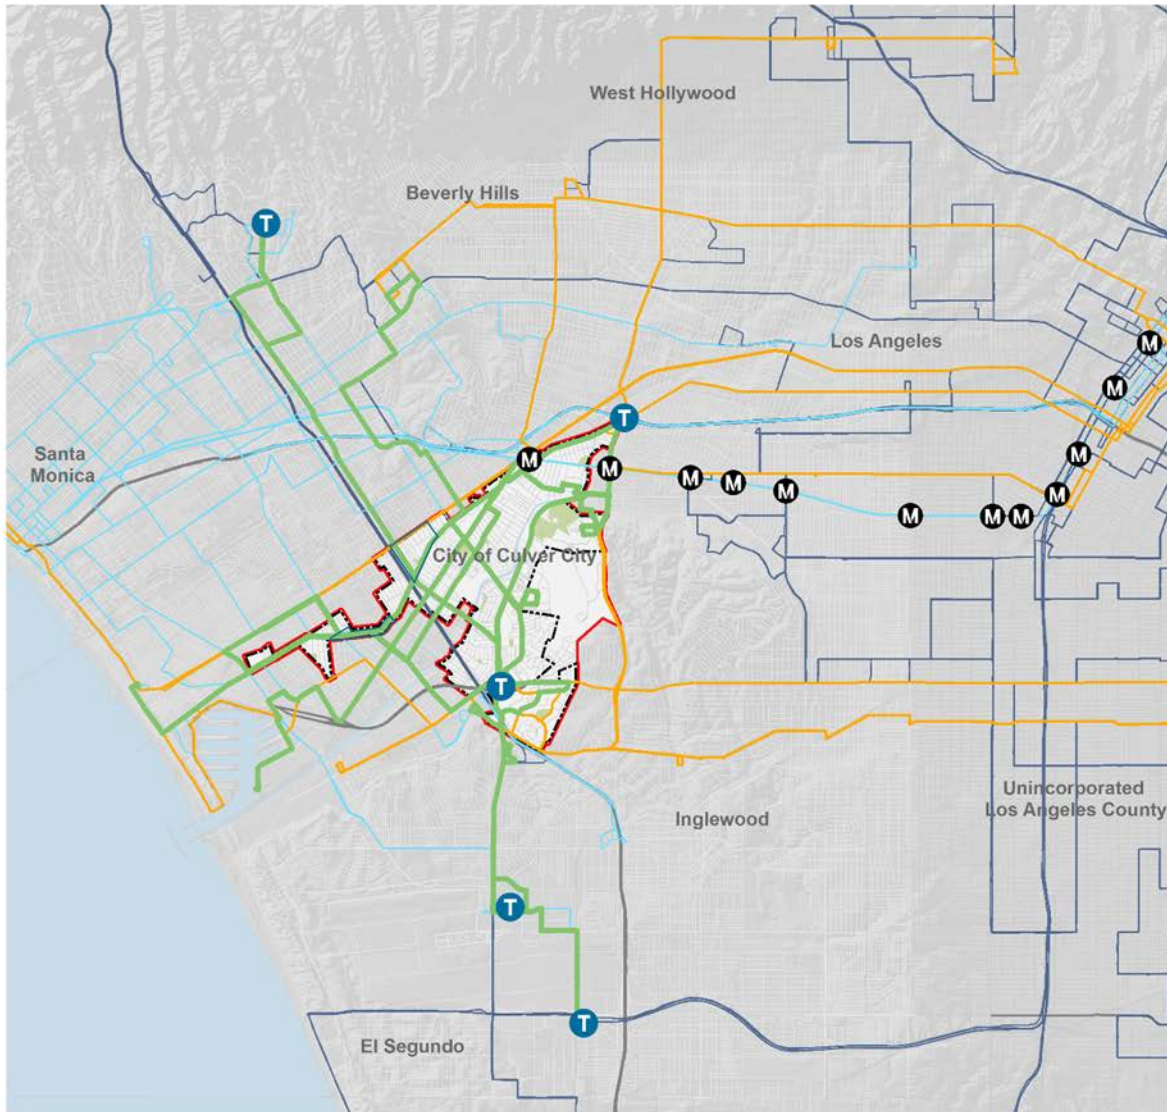 West Hollywood
Beverly Hills
T
Los Angeles
M
M
T
Santa
Monica
M
M
M
M
M
M
M
M
M
M
City of Culver City
T
Unincorporated
Los Angeles County
Inglewood
T
T
El Segundo